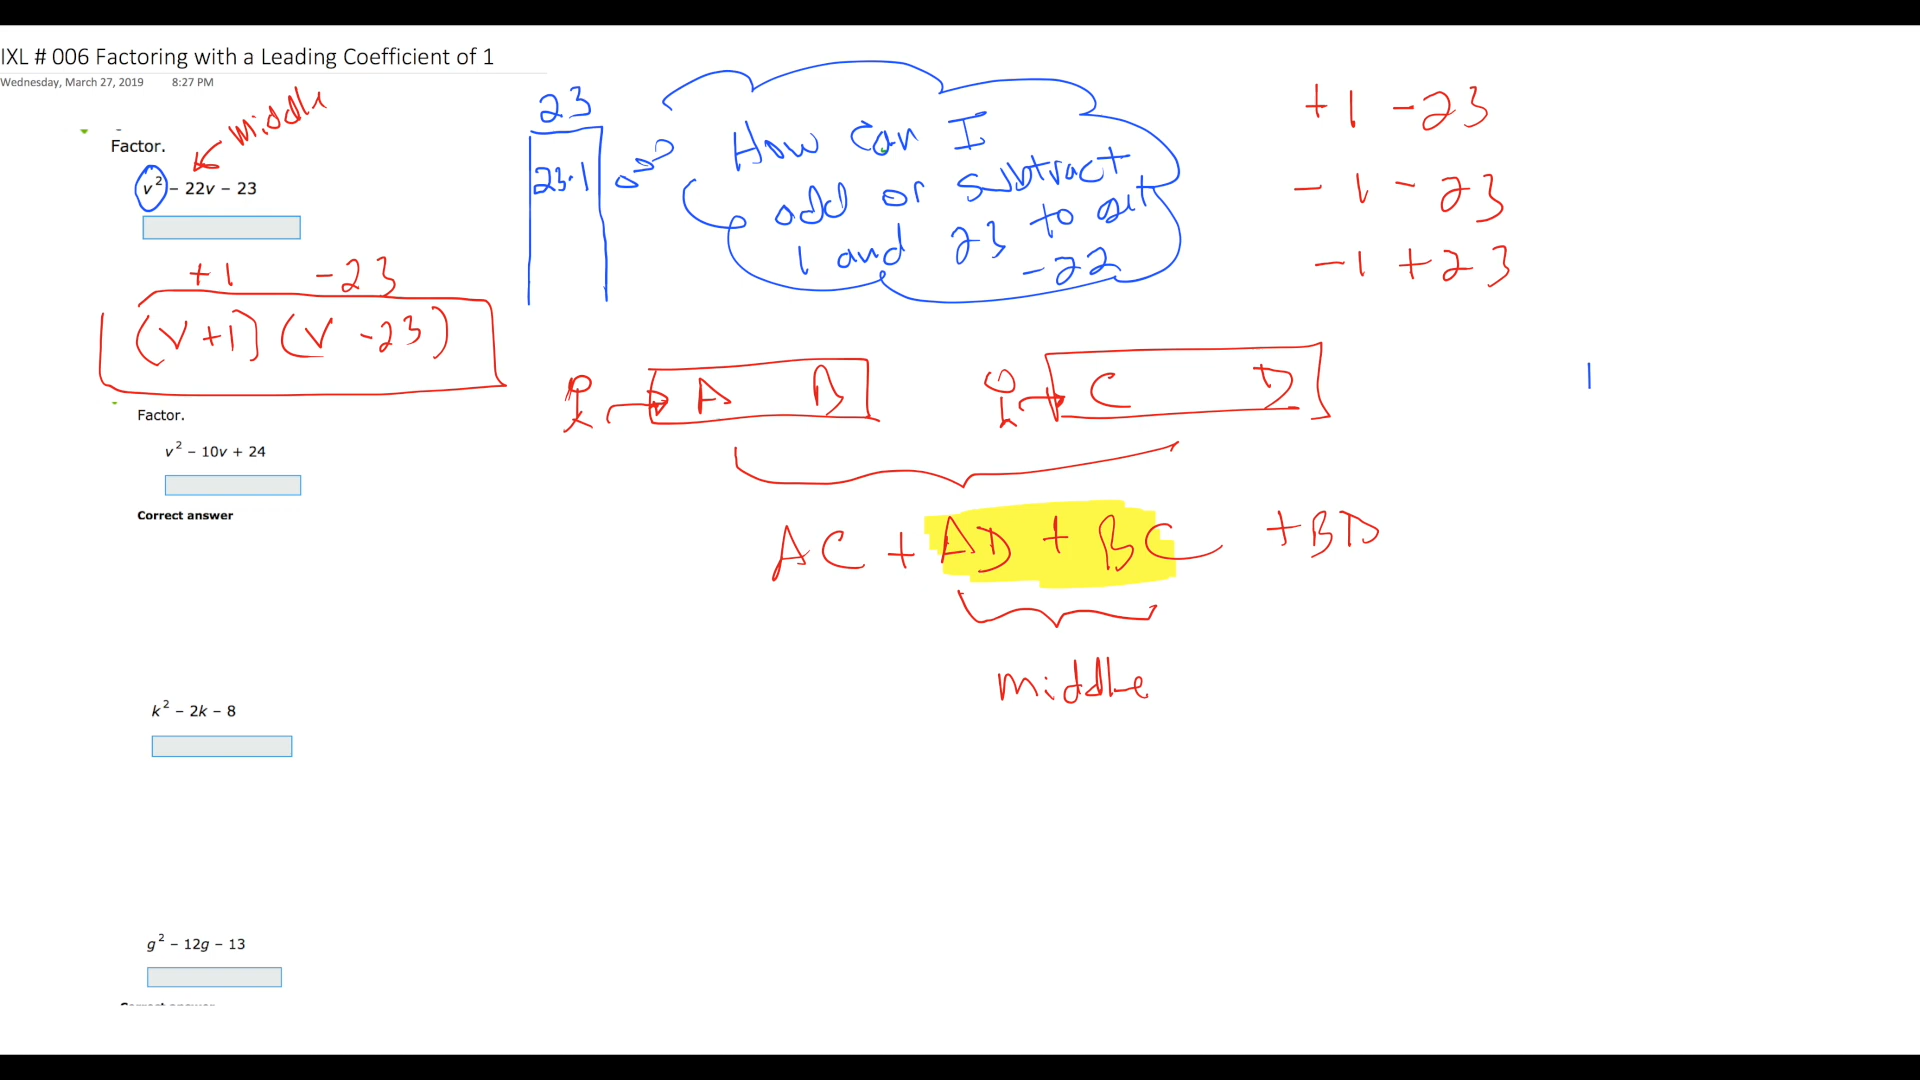 IXL # 006 Factoring with a Leading Coefficient of 1
Wednesday, March 27, 2019 8:27 PM
middle
Factor.
v² – 22v – 23
+1 -23
(v +1) (v -23)
23
23·1
How can I
add or subtract
1 and 23 to get
-22
+1 -23
-1 -23
-1 +23
A B
C D
AC + AD + BC +BD
middle
Factor.
v² – 10v + 24
Correct answer
k² – 2k – 8
g² – 12g – 13